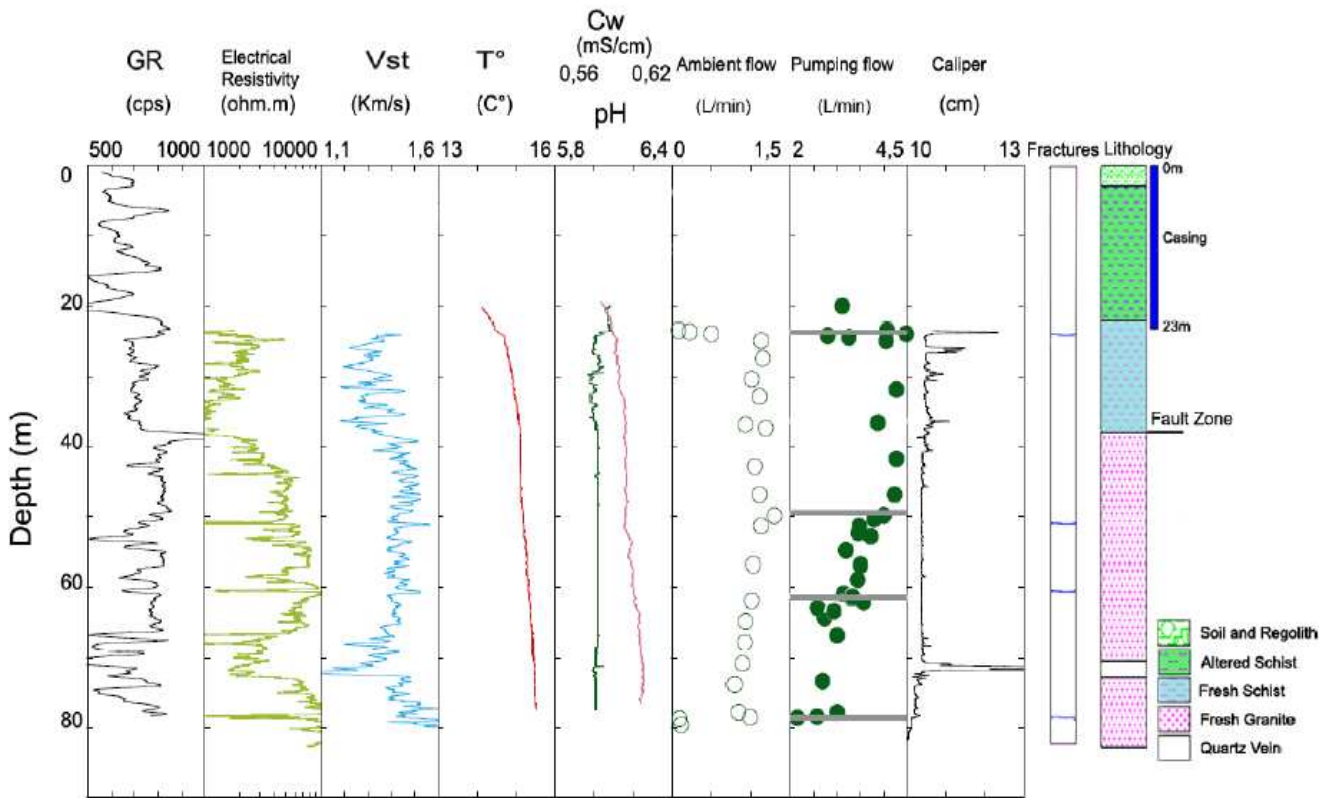 Cw
(mS/cm)
0,56 0,62
GR Electrical Resistivity Vst T° Ambient flow Pumping flow Caliper
(cps) (ohm.m) (Km/s) (C°) pH (L/min) (L/min) (cm)
500 1000 1000 10000 1,1 1,6 13 16 5,8 6,4 0 1,5 2 4,5 10 13 Fractures Lithology
0 0m
Casing
20 23m
40 Fault Zone
Depth (m)
60
Soil and Regolith
Altered Schist
Fresh Schist
Fresh Granite
80
Quartz Vein